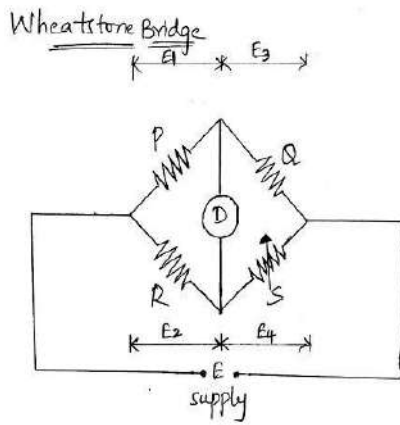 Wheatstone Bridge
E1 E3
P Q
D
R S
E2 E4
E
supply